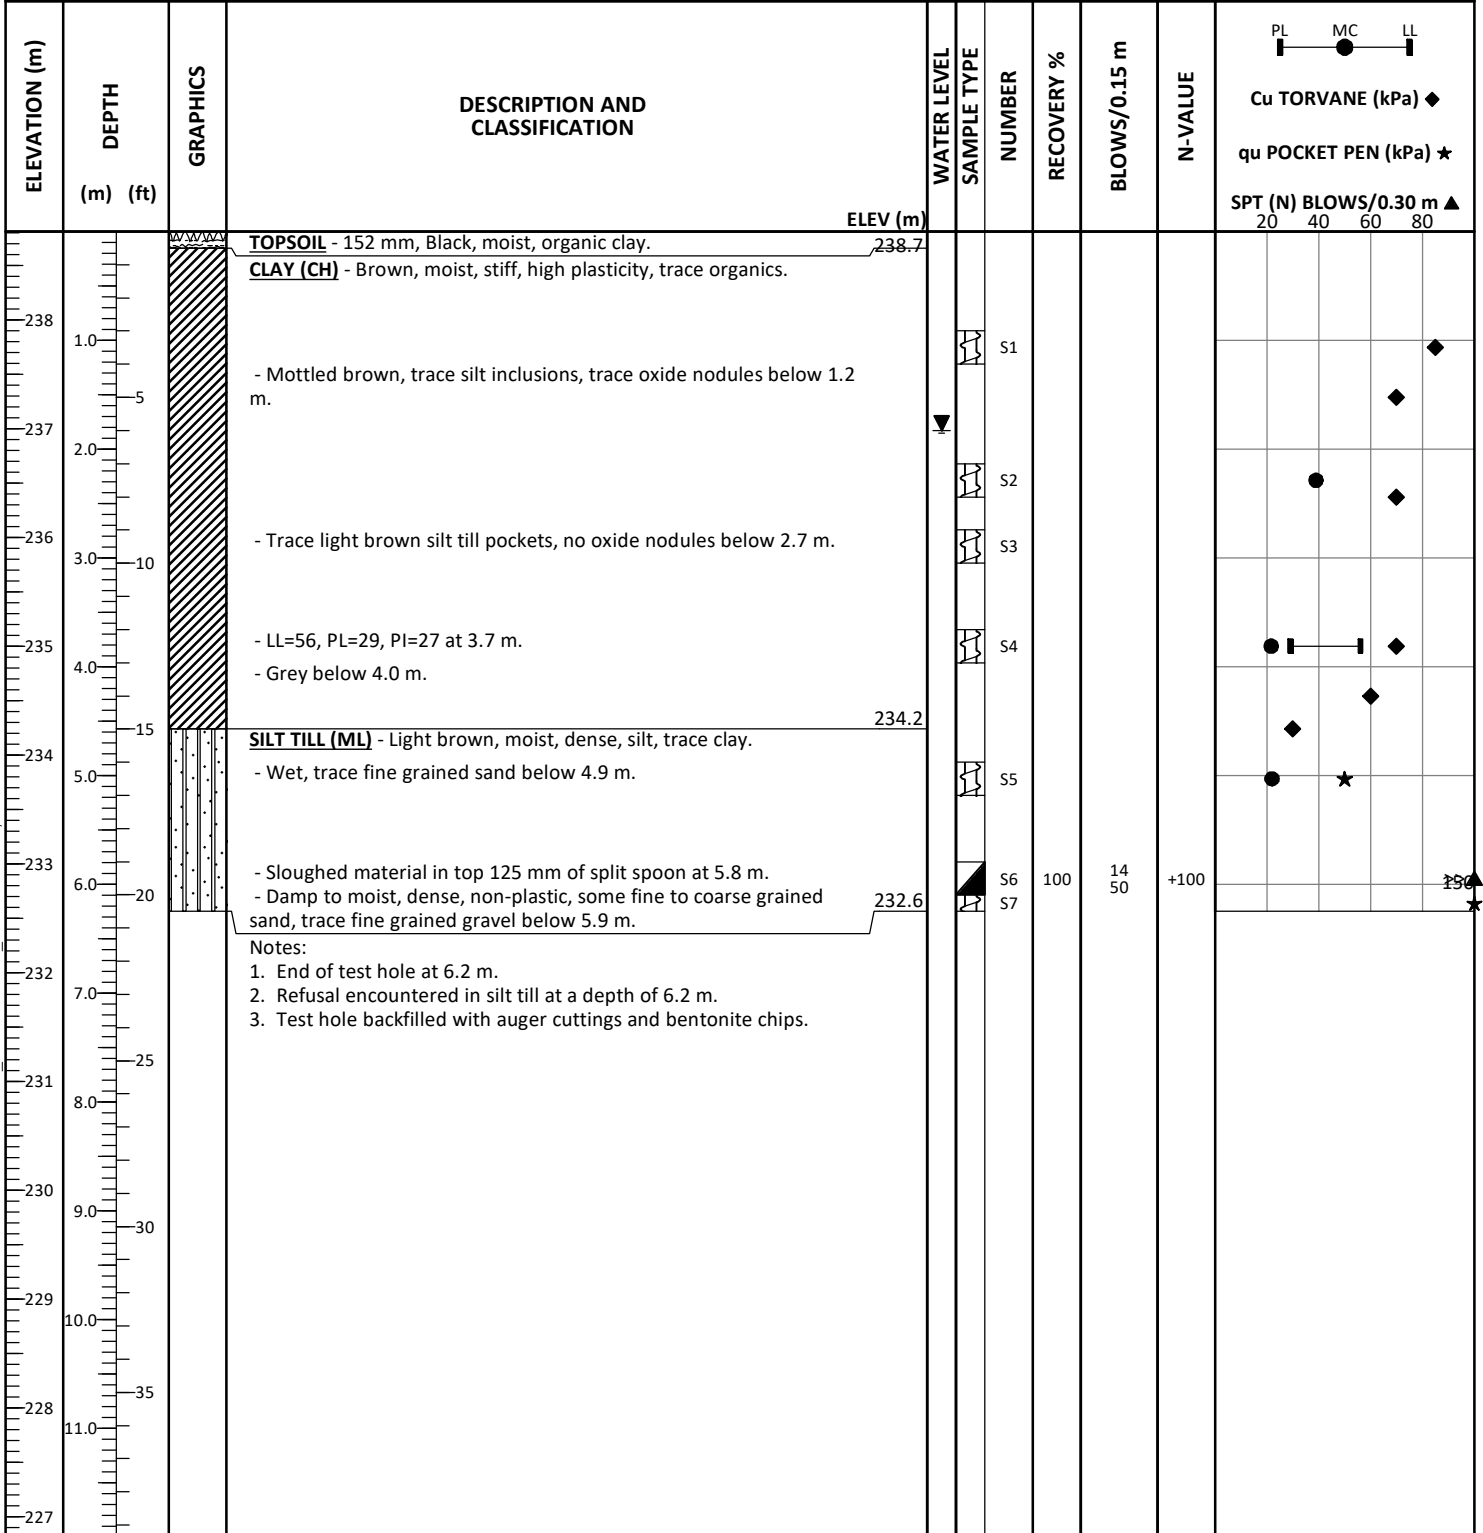 ELEVATION (m)
DEPTH
(m) (ft)
GRAPHICS
DESCRIPTION AND
CLASSIFICATION
ELEV (m)
WATER LEVEL
SAMPLE TYPE
NUMBER
RECOVERY %
BLOWS/0.15 m
N-VALUE
PL MC LL
Cu TORVANE (kPa) ◆
qu POCKET PEN (kPa) ★
SPT (N) BLOWS/0.30 m ▲
20 40 60 80
TOPSOIL - 152 mm, Black, moist, organic clay.
238.7
CLAY (CH) - Brown, moist, stiff, high plasticity, trace organics.
238
1.0
S1
- Mottled brown, trace silt inclusions, trace oxide nodules below 1.2
m.
5
237
2.0
S2
236
- Trace light brown silt till pockets, no oxide nodules below 2.7 m.
S3
3.0
10
235
- LL=56, PL=29, PI=27 at 3.7 m.
S4
4.0
- Grey below 4.0 m.
234.2
15
SILT TILL (ML) - Light brown, moist, dense, silt, trace clay.
234
5.0
- Wet, trace fine grained sand below 4.9 m.
S5
233
- Sloughed material in top 125 mm of split spoon at 5.8 m.
6.0
S6
100
14
50
+100
>>
150
20
- Damp to moist, dense, non-plastic, some fine to coarse grained
232.6
S7
sand, trace fine grained gravel below 5.9 m.
Notes:
232
1. End of test hole at 6.2 m.
7.0
2. Refusal encountered in silt till at a depth of 6.2 m.
3. Test hole backfilled with auger cuttings and bentonite chips.
25
231
8.0
230
9.0
30
229
10.0
35
228
11.0
227